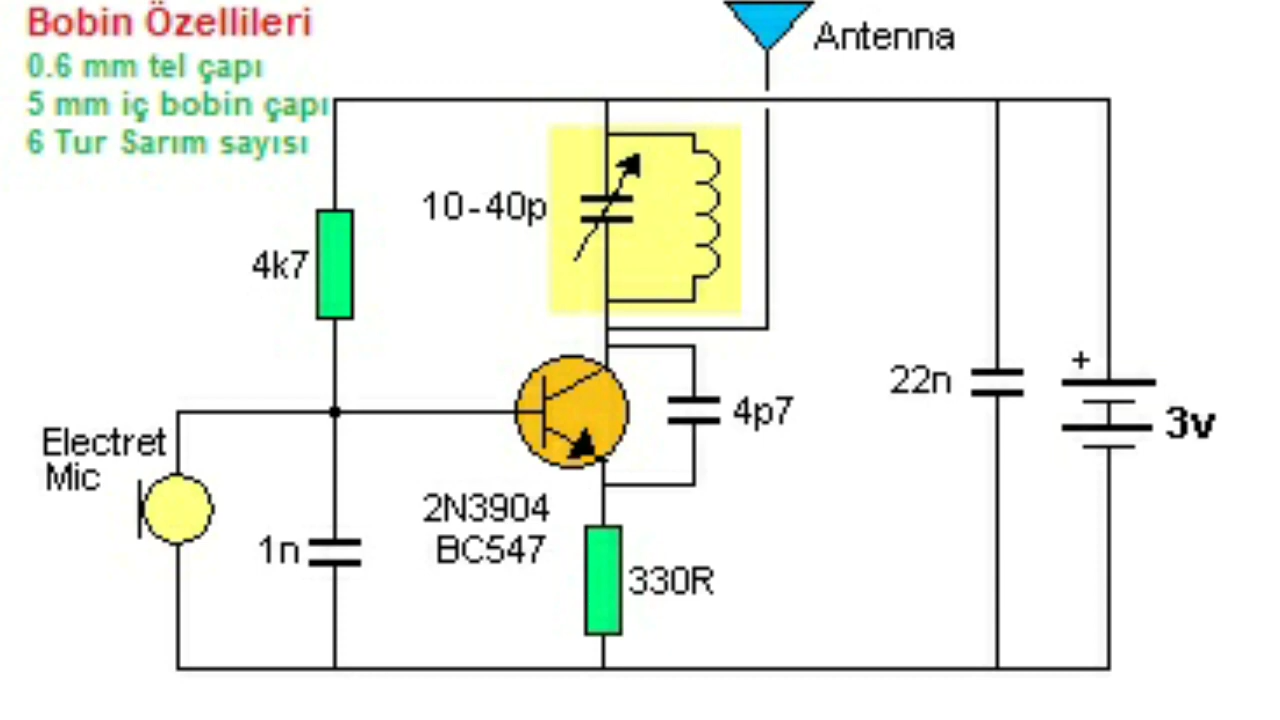 Bobin Özellileri
0.6 mm tel çapı
5 mm iç bobin çapı
6 Tur Sarım sayısı
Antenna
10-40p
4k7
22n
+
3v
4p7
Electret
Mic
2N3904
BC547
1n
330R